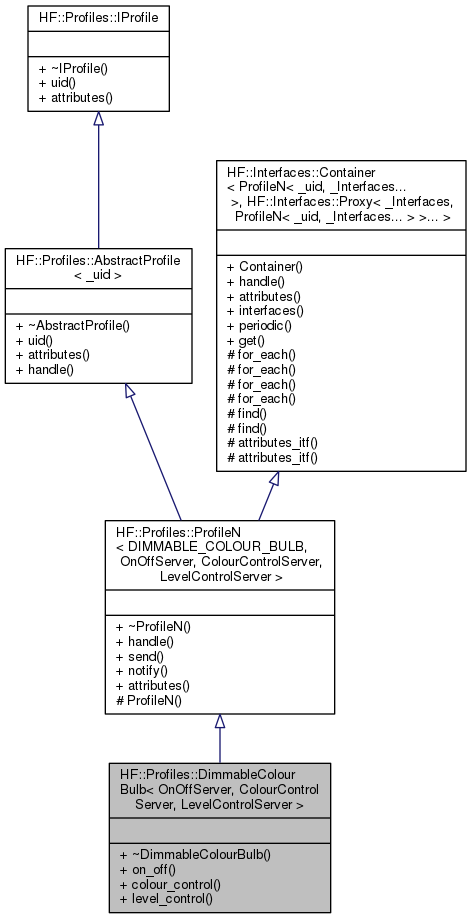 HF::Profiles::IProfile
+ ~IProfile()
+ uid()
+ attributes()
HF::Interfaces::Container
< ProfileN< _uid, _Interfaces...
>, HF::Interfaces::Proxy< _Interfaces,
ProfileN< _uid, _Interfaces... > >... >
+ Container()
+ handle()
+ attributes()
+ interfaces()
+ periodic()
+ get()
# for_each()
# for_each()
# for_each()
# for_each()
# find()
# find()
# attributes_itf()
# attributes_itf()
HF::Profiles::AbstractProfile
< _uid >
+ ~AbstractProfile()
+ uid()
+ attributes()
+ handle()
HF::Profiles::ProfileN
< DIMMABLE_COLOUR_BULB,
OnOffServer, ColourControlServer,
LevelControlServer >
+ ~ProfileN()
+ handle()
+ send()
+ notify()
+ attributes()
# ProfileN()
HF::Profiles::DimmableColour
Bulb< OnOffServer, ColourControl
Server, LevelControlServer >
+ ~DimmableColourBulb()
+ on_off()
+ colour_control()
+ level_control()